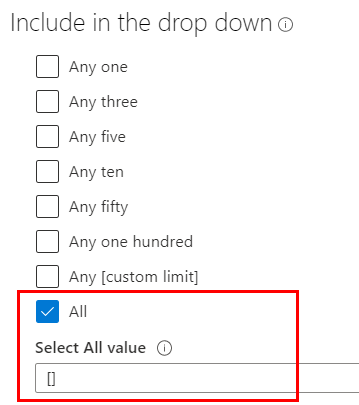 Include in the drop down
Any one
Any three
Any five
Any ten
Any fifty
Any one hundred
Any [custom limit]
All
Select All value
[]